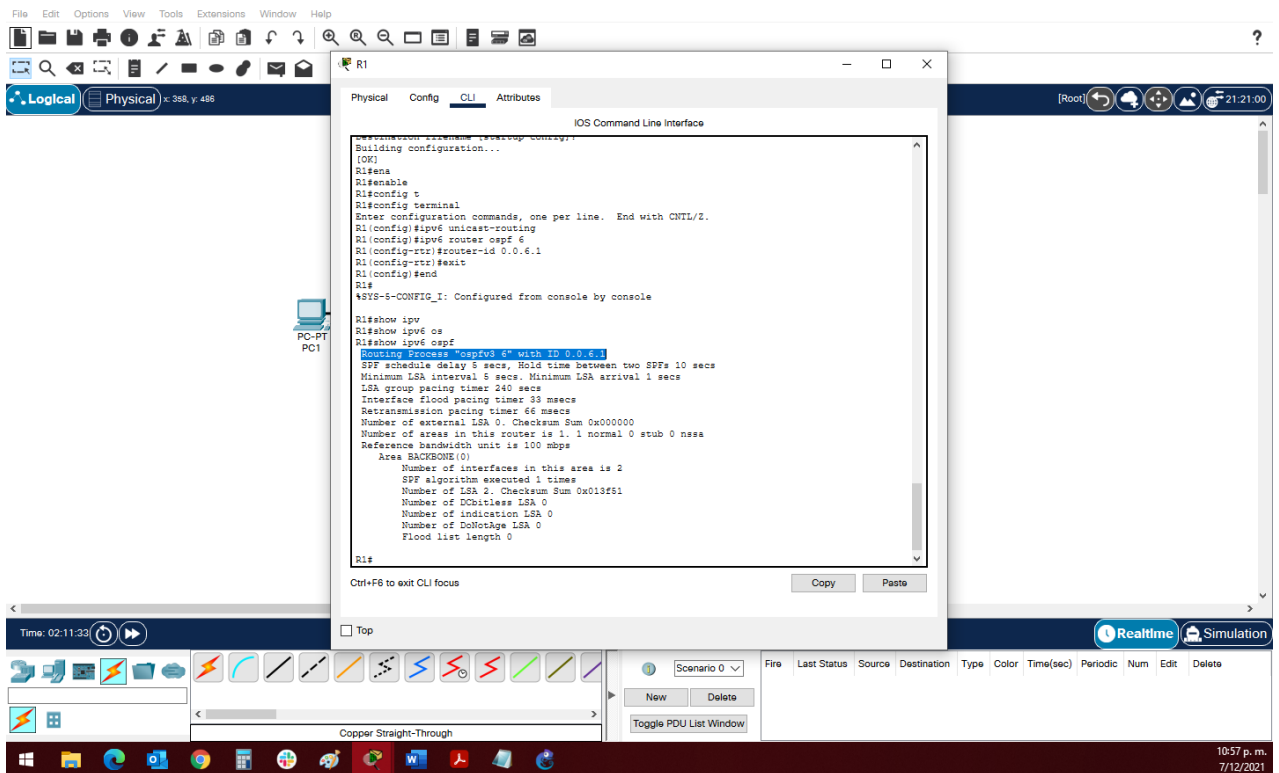 File Edit Options View Tools Extensions Window Help
?
R1
Logical Physical x: 358, y: 486
[Root] 21:21:00
Physical Config CLI Attributes
IOS Command Line Interface
Destination filename [startup-config]?
Building configuration...
[OK]
R1#ena
R1#enable
R1#config t
R1#config terminal
Enter configuration commands, one per line. End with CNTL/Z.
R1(config)#ipv6 unicast-routing
R1(config)#ipv6 router ospf 6
R1(config-rtr)#router-id 0.0.6.1
R1(config-rtr)#exit
R1(config)#end
R1#
%SYS-5-CONFIG_I: Configured from console by console
R1#show ipv
R1#show ipv6 os
R1#show ipv6 ospf
Routing Process "ospfv3 6" with ID 0.0.6.1
SPF schedule delay 5 secs, Hold time between two SPFs 10 secs
Minimum LSA interval 5 secs. Minimum LSA arrival 1 secs
LSA group pacing timer 240 secs
Interface flood pacing timer 33 msecs
Retransmission pacing timer 66 msecs
Number of external LSA 0. Checksum Sum 0x000000
Number of areas in this router is 1. 1 normal 0 stub 0 nssa
Reference bandwidth unit is 100 mbps
Area BACKBONE(0)
Number of interfaces in this area is 2
SPF algorithm executed 1 times
Number of LSA 2. Checksum Sum 0x013f51
Number of DCbitless LSA 0
Number of indication LSA 0
Number of DoNotAge LSA 0
Flood list length 0
R1#
PC-PT
PC1
Ctrl+F6 to exit CLI focus
Copy Paste
Top
Time: 02:11:33
Realtime Simulation
Scenario 0
New Delete
Toggle PDU List Window
Fire Last Status Source Destination Type Color Time(sec) Periodic Num Edit Delete
Copper Straight-Through
10:57 p. m.
7/12/2021